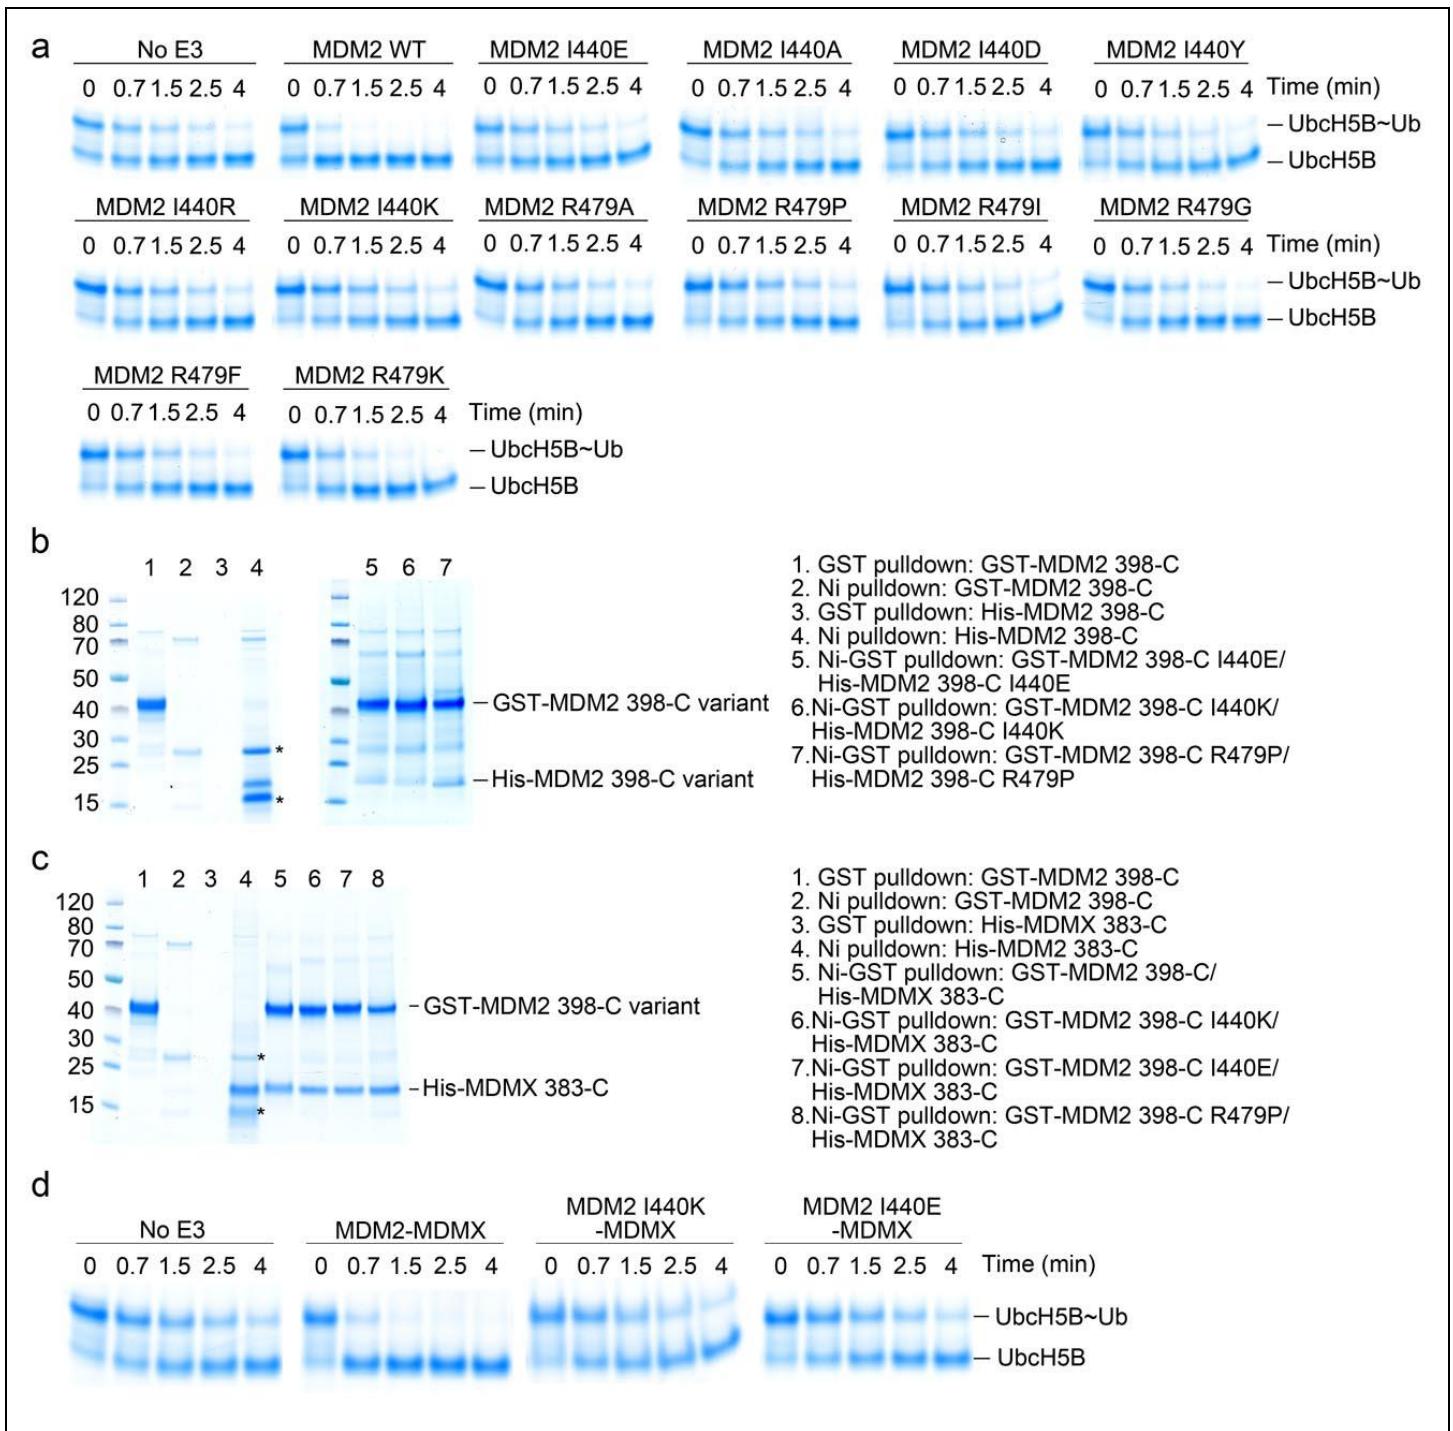 a
No E3 MDM2 WT MDM2 I440E MDM2 I440A MDM2 I440D MDM2 I440Y
0 0.7 1.5 2.5 4 0 0.7 1.5 2.5 4 0 0.7 1.5 2.5 4 0 0.7 1.5 2.5 4 0 0.7 1.5 2.5 4 0 0.7 1.5 2.5 4 Time (min)
UbcH5B~Ub
UbcH5B
MDM2 I440R MDM2 I440K MDM2 R479A MDM2 R479P MDM2 R479I MDM2 R479G
0 0.7 1.5 2.5 4 0 0.7 1.5 2.5 4 0 0.7 1.5 2.5 4 0 0.7 1.5 2.5 4 0 0.7 1.5 2.5 4 0 0.7 1.5 2.5 4 Time (min)
UbcH5B~Ub
UbcH5B
MDM2 R479F MDM2 R479K
0 0.7 1.5 2.5 4 0 0.7 1.5 2.5 4 Time (min)
UbcH5B~Ub
UbcH5B
b
1 2 3 4 5 6 7
120
80
70
50
40
30
25
15
*
*
GST-MDM2 398-C variant
His-MDM2 398-C variant
1. GST pulldown: GST-MDM2 398-C
2. Ni pulldown: GST-MDM2 398-C
3. GST pulldown: His-MDM2 398-C
4. Ni pulldown: His-MDM2 398-C
5. Ni-GST pulldown: GST-MDM2 398-C I440E/
His-MDM2 398-C I440E
6.Ni-GST pulldown: GST-MDM2 398-C I440K/
His-MDM2 398-C I440K
7.Ni-GST pulldown: GST-MDM2 398-C R479P/
His-MDM2 398-C R479P
c
1 2 3 4 5 6 7 8
120
80
70
50
40
30
25
15
*
*
GST-MDM2 398-C variant
His-MDMX 383-C
1. GST pulldown: GST-MDM2 398-C
2. Ni pulldown: GST-MDM2 398-C
3. GST pulldown: His-MDMX 383-C
4. Ni pulldown: His-MDM2 383-C
5. Ni-GST pulldown: GST-MDM2 398-C/
His-MDMX 383-C
6.Ni-GST pulldown: GST-MDM2 398-C I440K/
His-MDMX 383-C
7.Ni-GST pulldown: GST-MDM2 398-C I440E/
His-MDMX 383-C
8.Ni-GST pulldown: GST-MDM2 398-C R479P/
His-MDMX 383-C
d
No E3 MDM2-MDMX MDM2 I440K
-MDMX MDM2 I440E
-MDMX
0 0.7 1.5 2.5 4 0 0.7 1.5 2.5 4 0 0.7 1.5 2.5 4 0 0.7 1.5 2.5 4 Time (min)
UbcH5B~Ub
UbcH5B